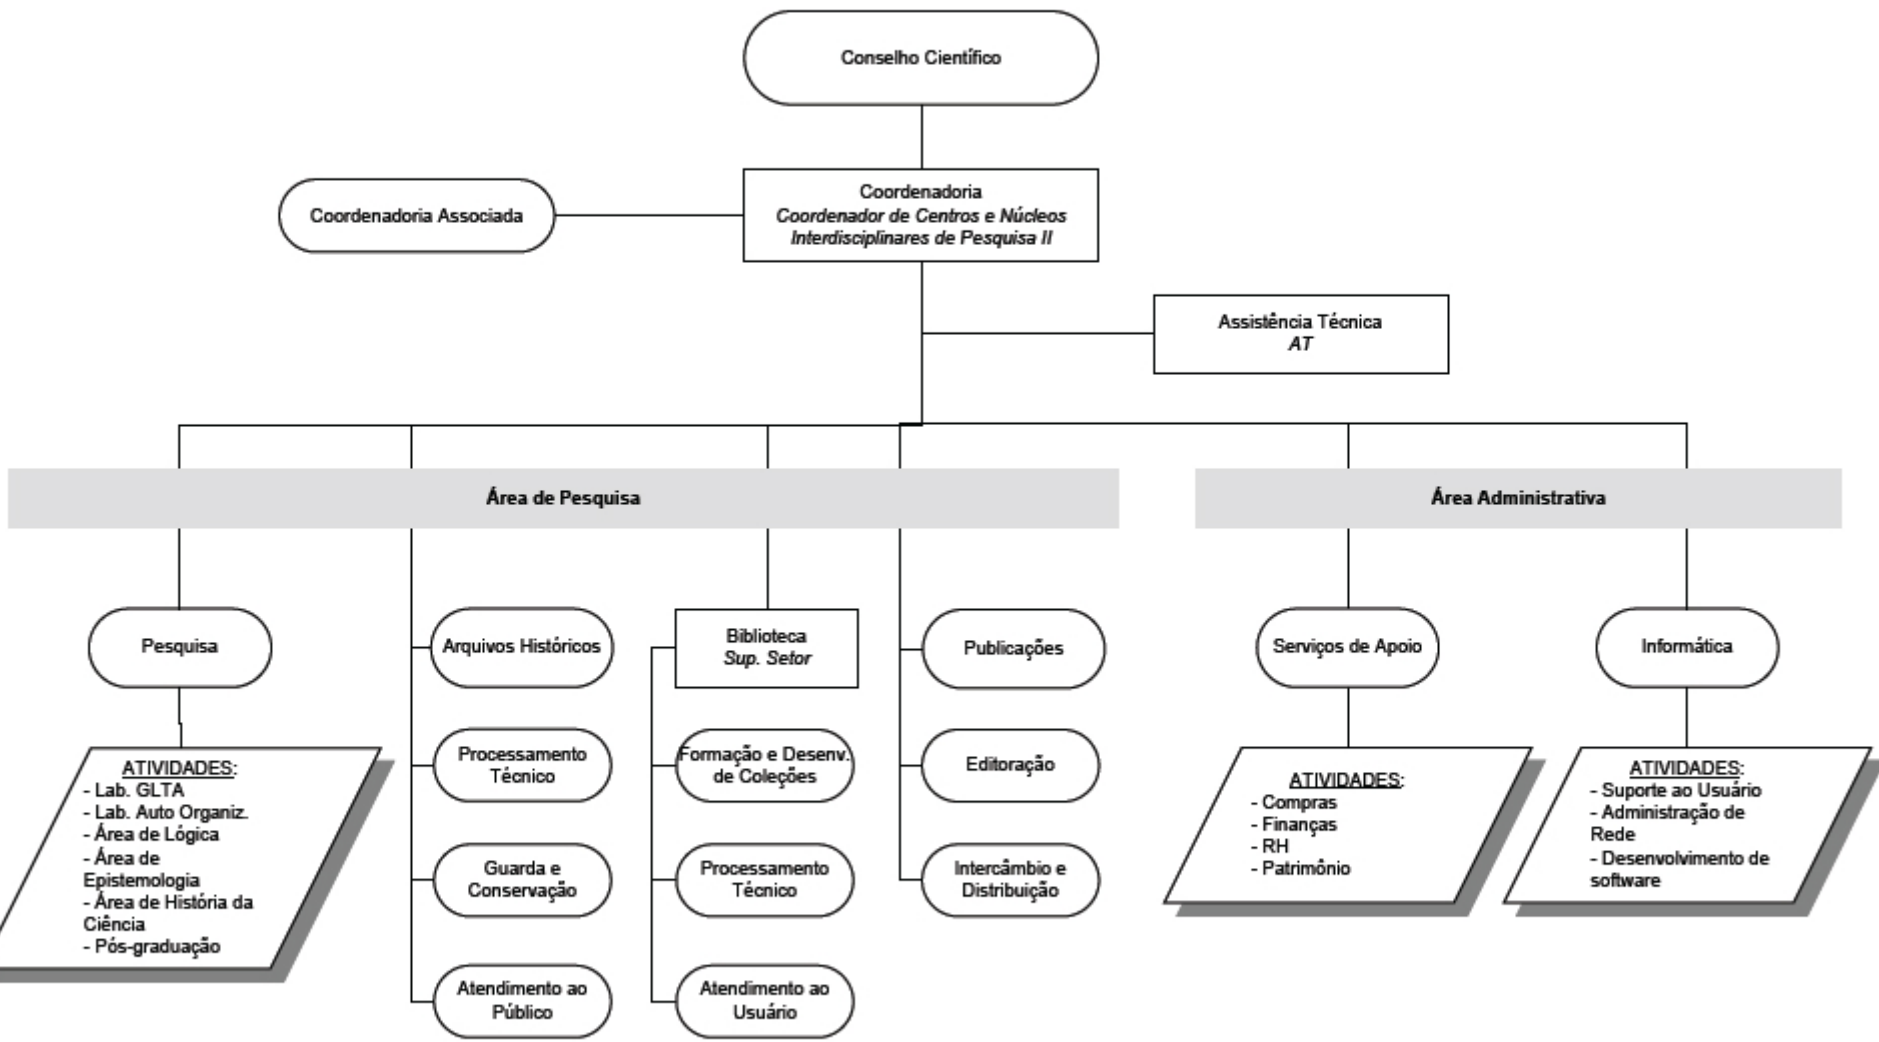 Conselho Científico
Coordenadoria
Coordenador de Centros e Núcleos
Interdisciplinares de Pesquisa II
Coordenadoria Associada
Assistência Técnica
AT
Área de Pesquisa
Área Administrativa
Pesquisa
ATIVIDADES:
- Lab. GLTA
- Lab. Auto Organiz.
- Área de Lógica
- Área de
Epistemologia
- Área de História da
Ciência
- Pós-graduação
Arquivos Históricos
Processamento
Técnico
Guarda e
Conservação
Atendimento ao
Público
Biblioteca
Sup. Setor
Formação e Desenv.
de Coleções
Processamento
Técnico
Atendimento ao
Usuário
Publicações
Editoração
Intercâmbio e
Distribuição
Serviços de Apoio
ATIVIDADES:
- Compras
- Finanças
- RH
- Patrimônio
Informática
ATIVIDADES:
- Suporte ao Usuário
- Administração de
Rede
- Desenvolvimento de
software